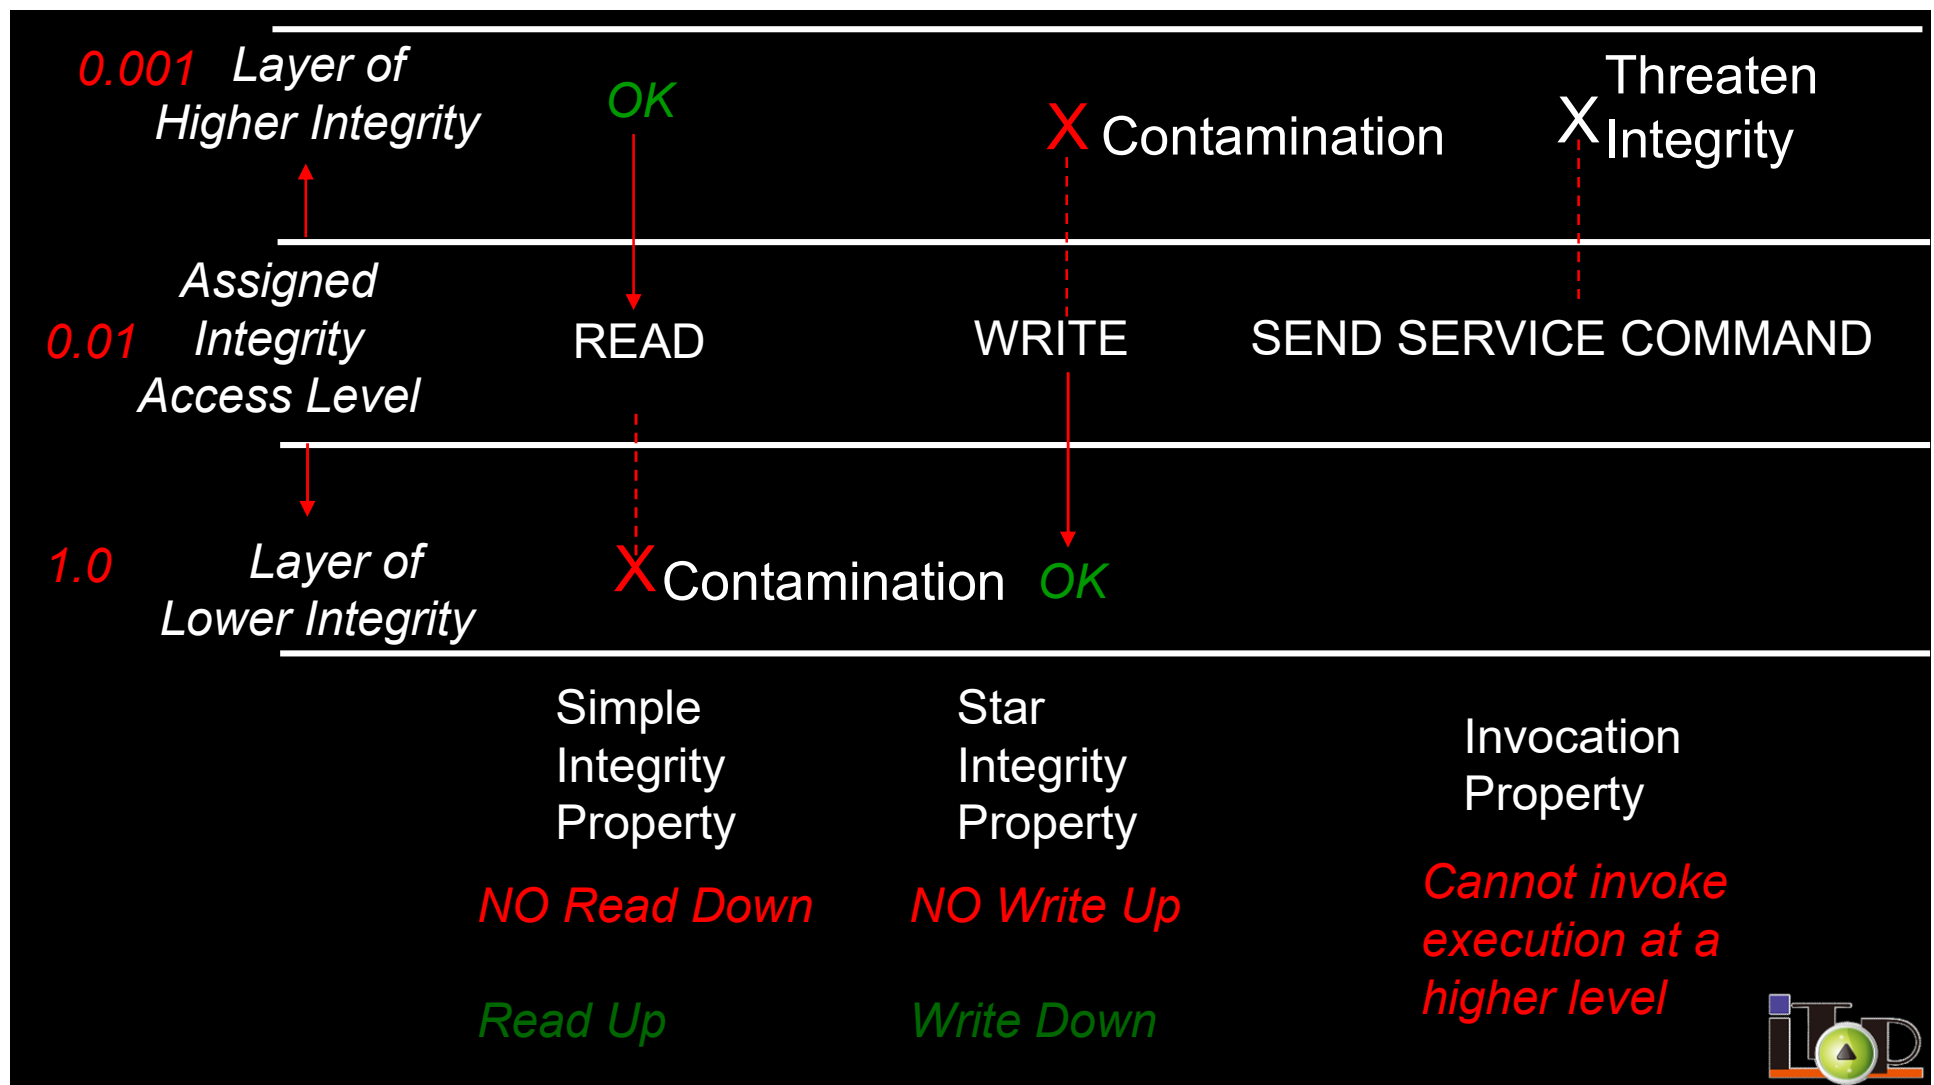 0.001
Layer of
Higher Integrity
OK
X Contamination
X
Threaten
Integrity
0.01
Assigned
Integrity
Access Level
READ
WRITE
SEND SERVICE COMMAND
1.0
Layer of
Lower Integrity
X Contamination
OK
Simple
Integrity
Property
NO Read Down
Read Up
Star
Integrity
Property
NO Write Up
Write Down
Invocation
Property
Cannot invoke
execution at a
higher level
iTop